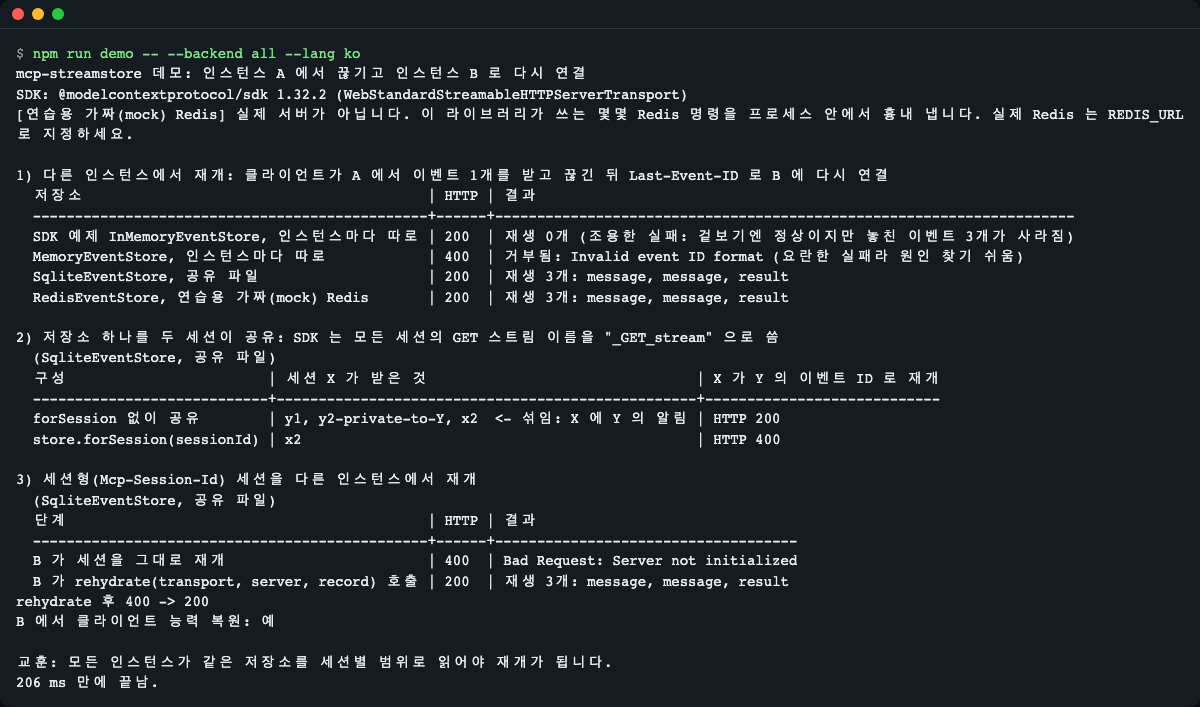 $ npm run demo -- --backend all --lang ko
mcp-streamstore 데모: 인스턴스 A 에서 끊기고 인스턴스 B 로 다시 연결
SDK: @modelcontextprotocol/sdk 1.32.2 (WebStandardStreamableHTTPServerTransport)
[연습용 가짜(mock) Redis] 실제 서버가 아닙니다. 이 라이브러리가 쓰는 몇몇 Redis 명령을 프로세스 안에서 흉내 냅니다. 실제 Redis 는 REDIS_URL
로 지정하세요.
1) 다른 인스턴스에서 재개: 클라이언트가 A 에서 이벤트 1개를 받고 끊긴 뒤 Last-Event-ID 로 B 에 다시 연결
저장소 | HTTP | 결과
-----------------------------------------------+------+---------------------------------------------------------------------
SDK 예제 InMemoryEventStore, 인스턴스마다 따로 | 200 | 재생 0개 (조용한 실패: 겉보기엔 정상이지만 놓친 이벤트 3개가 사라짐)
MemoryEventStore, 인스턴스마다 따로 | 400 | 거부됨: Invalid event ID format (요란한 실패라 원인 찾기 쉬움)
SqliteEventStore, 공유 파일 | 200 | 재생 3개: message, message, result
RedisEventStore, 연습용 가짜(mock) Redis | 200 | 재생 3개: message, message, result
2) 저장소 하나를 두 세션이 공유: SDK 는 모든 세션의 GET 스트림 이름을 "_GET_stream" 으로 씀
(SqliteEventStore, 공유 파일)
구성 | 세션 X 가 받은 것 | X 가 Y 의 이벤트 ID 로 재개
----------------------------+--------------------------------------------------+----------------------------
forSession 없이 공유 | y1, y2-private-to-Y, x2 <- 섞임: X 에 Y 의 알림 | HTTP 200
store.forSession(sessionId) | x2 | HTTP 400
3) 세션형(Mcp-Session-Id) 세션을 다른 인스턴스에서 재개
(SqliteEventStore, 공유 파일)
단계 | HTTP | 결과
-----------------------------------------------+------+------------------------------------
B 가 세션을 그대로 재개 | 400 | Bad Request: Server not initialized
B 가 rehydrate(transport, server, record) 호출 | 200 | 재생 3개: message, message, result
rehydrate 후 400 -> 200
B 에서 클라이언트 능력 복원: 예
교훈: 모든 인스턴스가 같은 저장소를 세션별 범위로 읽어야 재개가 됩니다.
206 ms 만에 끝남.